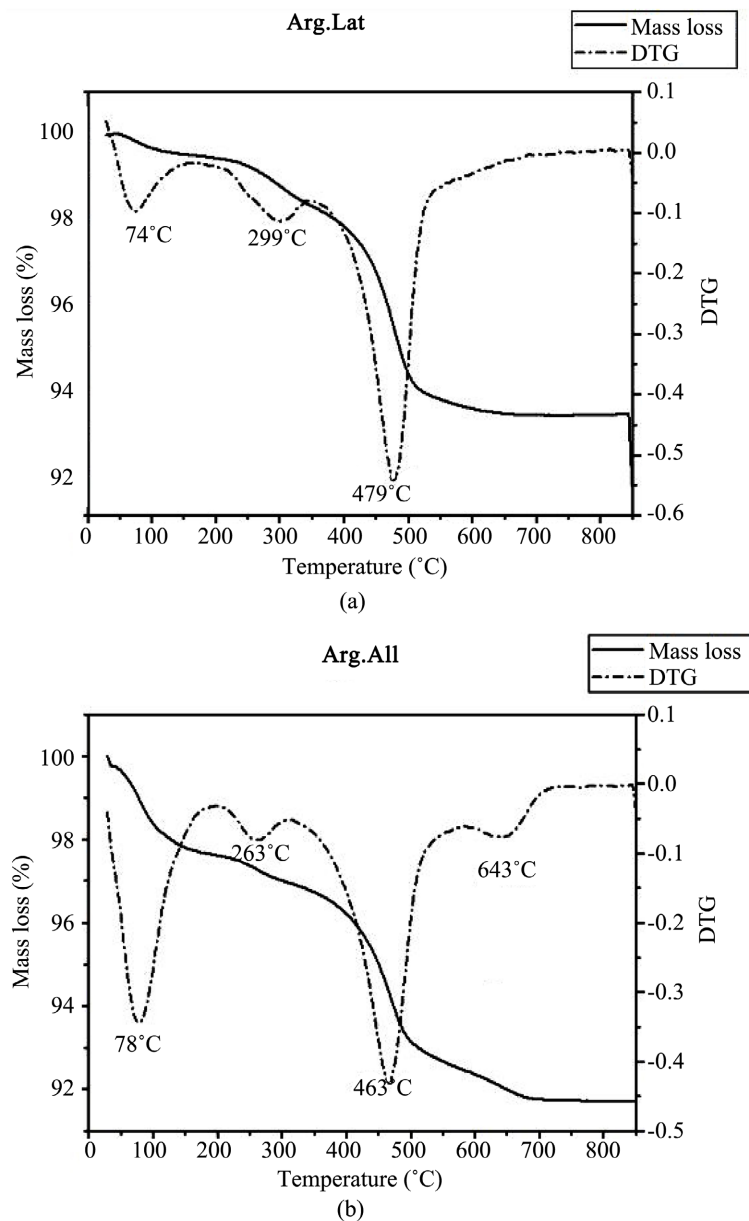 Arg.Lat
Mass loss
DTG
100
98
96
94
92
Mass loss (%)
0.1
0.0
-0.1
-0.2
-0.3
-0.4
-0.5
-0.6
DTG
74˚C
299˚C
479˚C
0 100 200 300 400 500 600 700 800
Temperature (˚C)
(a)
Arg.All
Mass loss
DTG
100
98
96
94
92
Mass loss (%)
0.1
0.0
-0.1
-0.2
-0.3
-0.4
-0.5
DTG
78˚C
263˚C
463˚C
643˚C
0 100 200 300 400 500 600 700 800
Temperature (˚C)
(b)